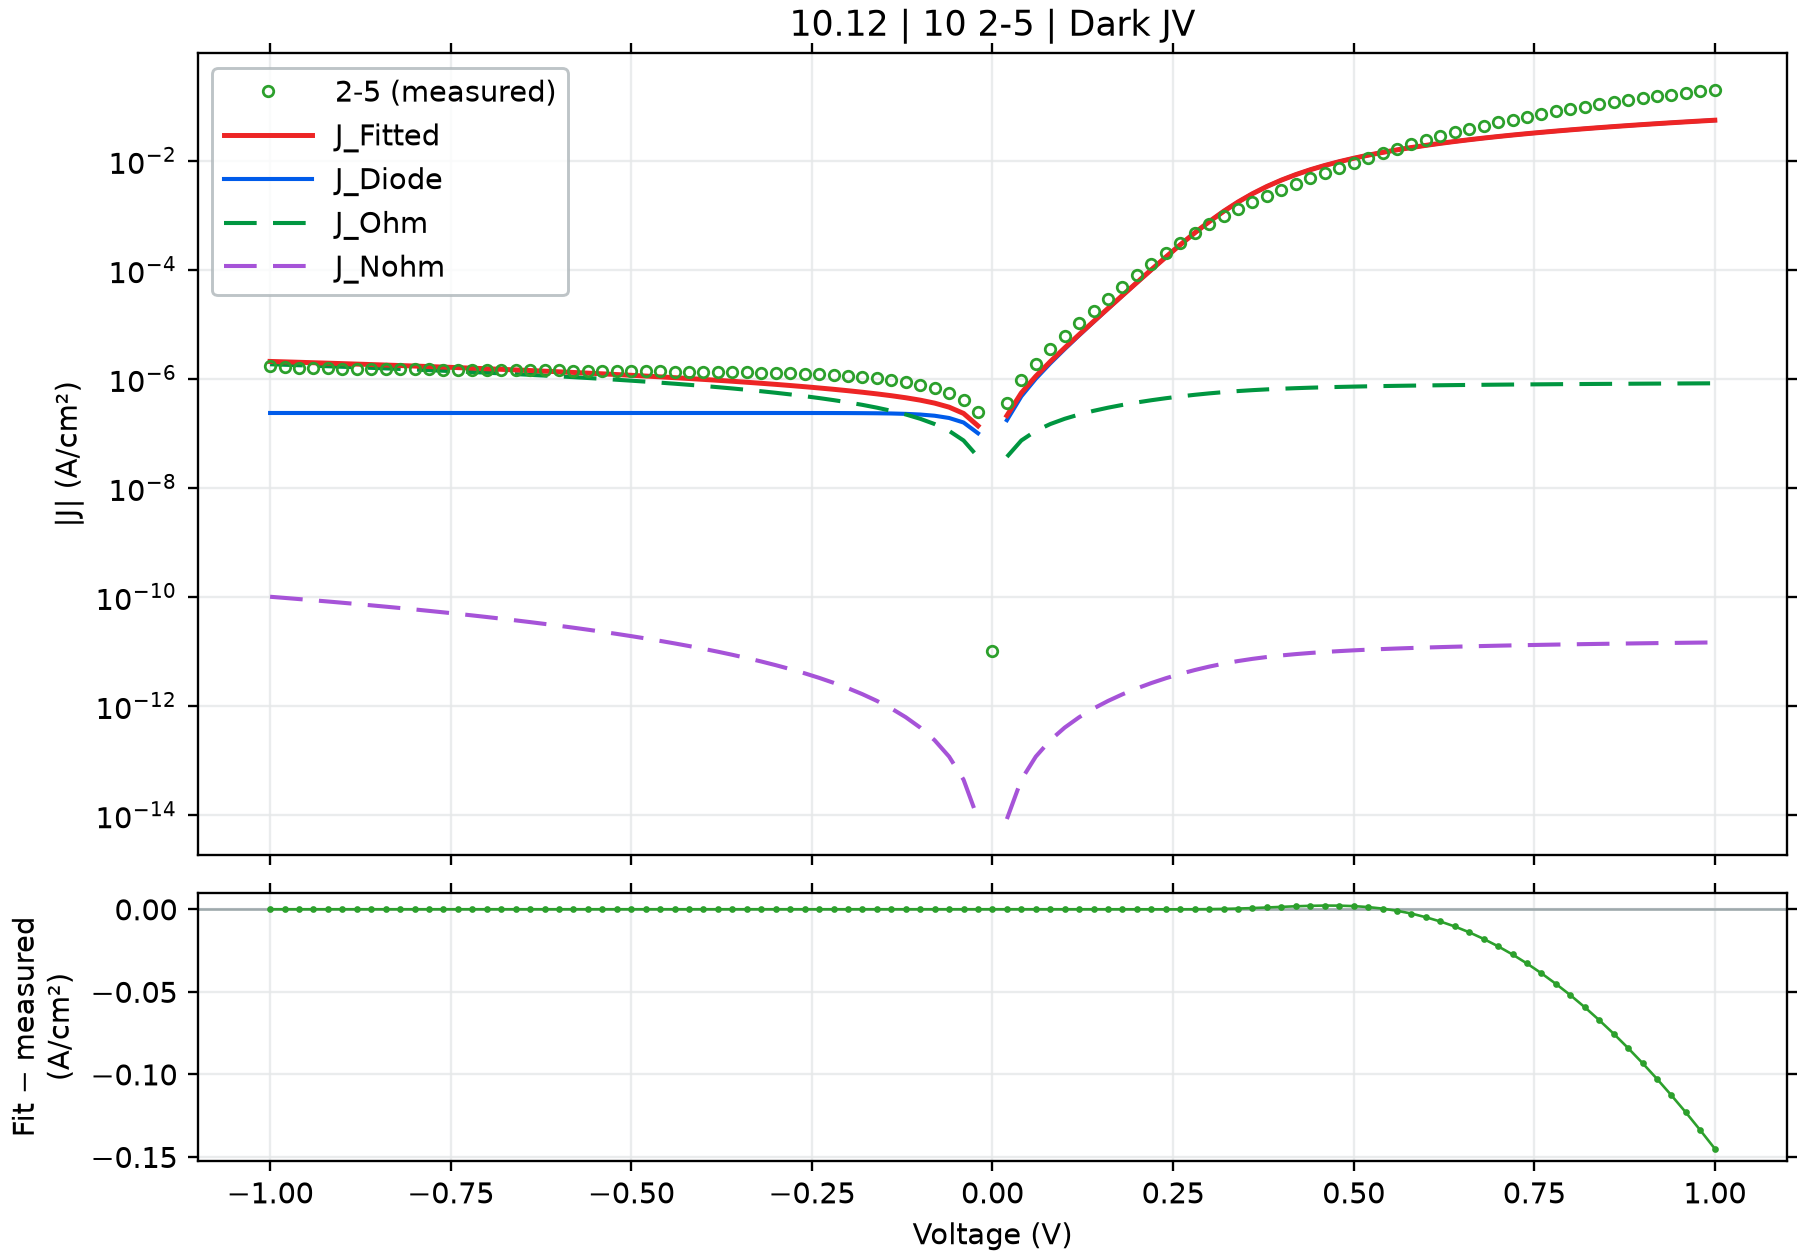 10.12 | 10 2-5 | Dark JV
2-5 (measured)
J_Fitted
J_Diode
J_Ohm
J_Nohm
|J| (A/cm²)
10⁻²
10⁻⁴
10⁻⁶
10⁻⁸
10⁻¹⁰
10⁻¹²
10⁻¹⁴
Fit − measured
(A/cm²)
0.00
−0.05
−0.10
−0.15
−1.00 −0.75 −0.50 −0.25 0.00 0.25 0.50 0.75 1.00
Voltage (V)